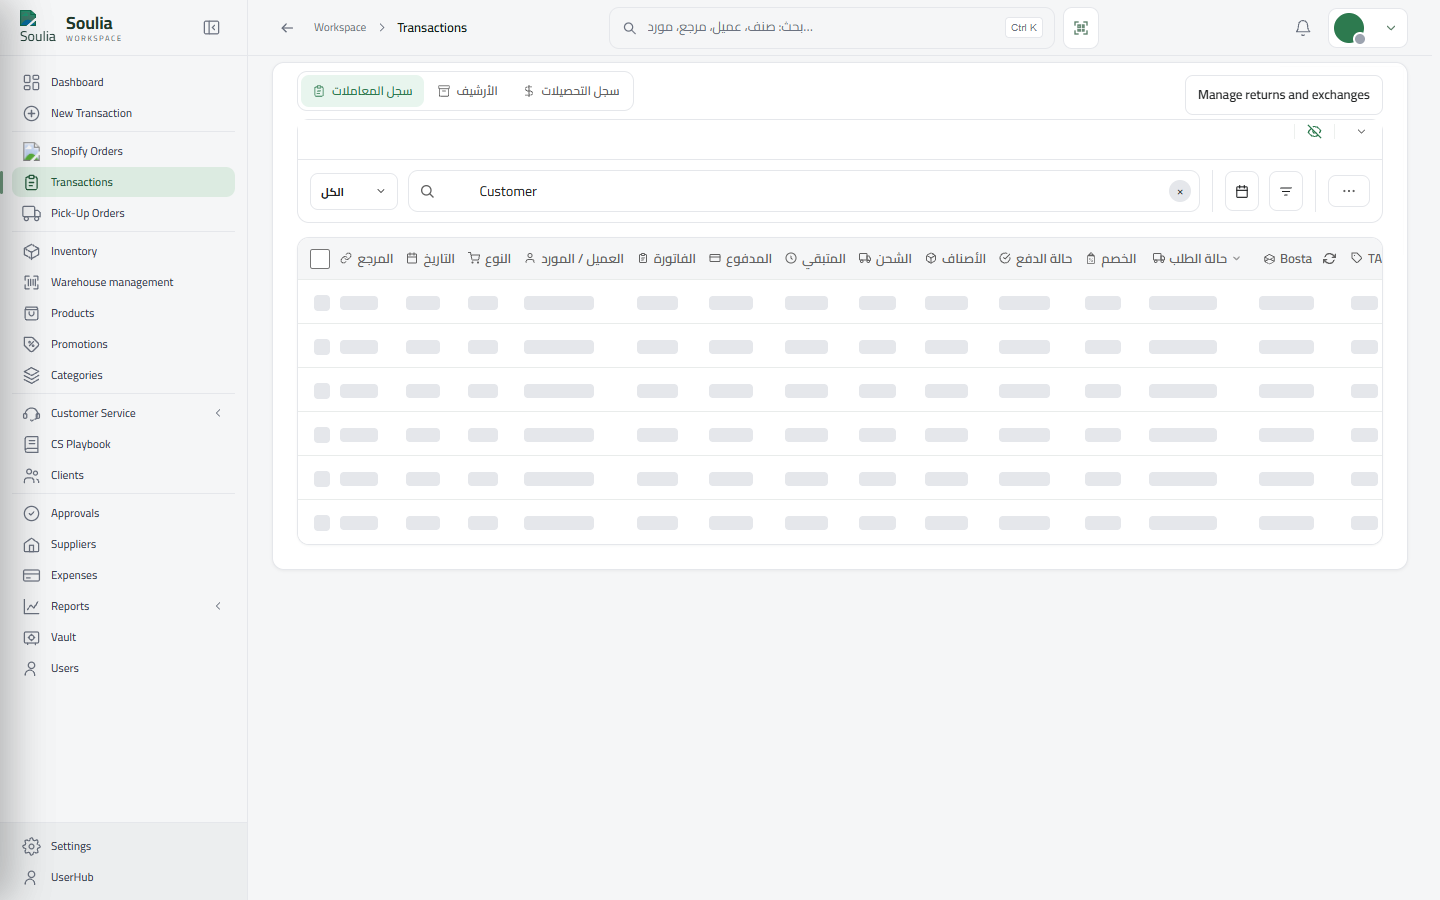 Soulia
Soulia
WORKSPACE
Dashboard
New Transaction
Shopify Orders
Transactions
Pick-Up Orders
Inventory
Warehouse management
Products
Promotions
Categories
Customer Service
CS Playbook
Clients
Approvals
Suppliers
Expenses
Reports
Vault
Users
Settings
UserHub
Workspace
Transactions
بحث: صنف، عميل، مرجع، مورد...
Ctrl K
سجل المعاملات
الأرشيف
سجل التحصيلات
Manage returns and exchanges
الكل
Customer
المرجع
التاريخ
النوع
العميل / المورد
الفاتورة
المدفوع
المتبقي
الشحن
الأصناف
حالة الدفع
الخصم
حالة الطلب
Bosta
TA